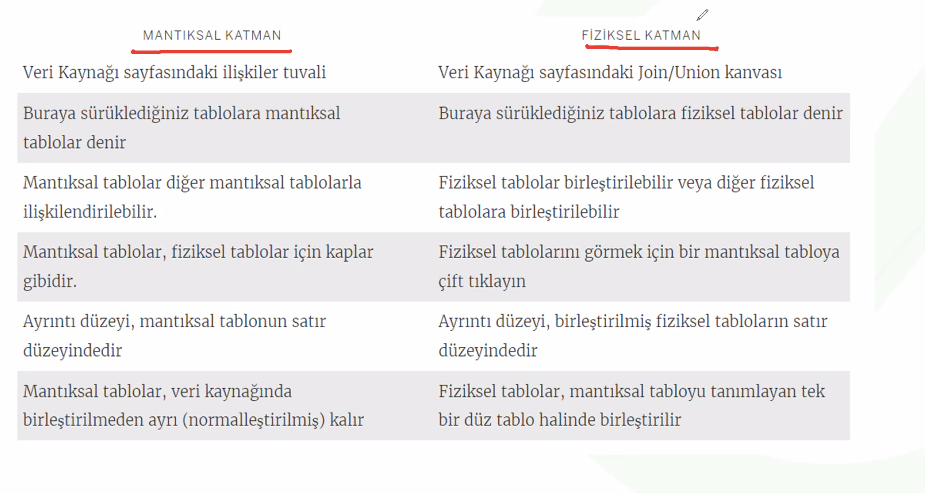 MANTIKSAL KATMAN
FİZİKSEL KATMAN
Veri Kaynağı sayfasındaki ilişkiler tuvali
Veri Kaynağı sayfasındaki Join/Union kanvası
Buraya sürüklediğiniz tablolara mantıksal
tablolar denir
Buraya sürüklediğiniz tablolara fiziksel tablolar denir
Mantıksal tablolar diğer mantıksal tablolarla
ilişkilendirilebilir.
Fiziksel tablolar birleştirilebilir veya diğer fiziksel
tablolara birleştirilebilir
Mantıksal tablolar, fiziksel tablolar için kaplar
gibidir.
Fiziksel tablolarını görmek için bir mantıksal tabloya
çift tıklayın
Ayrıntı düzeyi, mantıksal tablonun satır
düzeyindedir
Ayrıntı düzeyi, birleştirilmiş fiziksel tabloların satır
düzeyindedir
Mantıksal tablolar, veri kaynağında
birleştirilmeden ayrı (normalleştirilmiş) kalır
Fiziksel tablolar, mantıksal tabloyu tanımlayan tek
bir düz tablo halinde birleştirilir